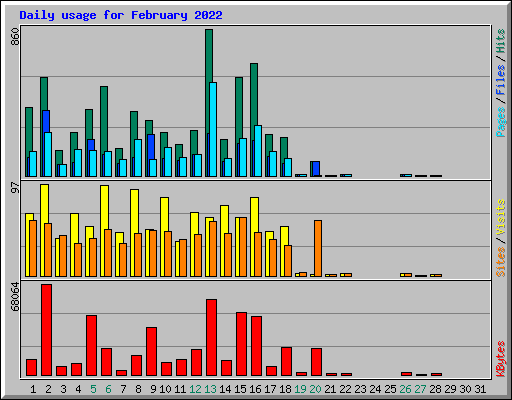 Daily usage for February 2022
860
Pages / Files / Hits
97
Sites / Visits
68064
KBytes
1 2 3 4 5 6 7 8 9 10 11 12 13 14 15 16 17 18 19 20 21 22 23 24 25 26 27 28 29 30 31